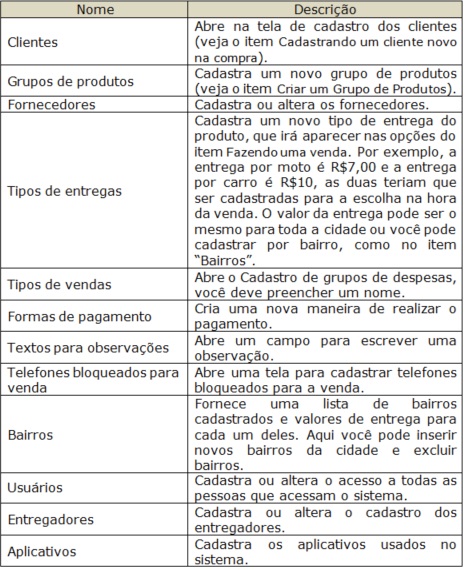 Nome Descrição
Clientes
Abre na tela de cadastro dos clientes
(veja o item Cadastrando um cliente novo
na compra).
Grupos de produtos
Cadastra um novo grupo de produtos
(veja o item Criar um Grupo de Produtos).
Fornecedores
Cadastra ou altera os fornecedores.
Tipos de entregas
Cadastra um novo tipo de entrega do
produto, que irá aparecer nas opções do
item Fazendo uma venda. Por exemplo, a
entrega por moto é R$7,00 e a entrega
por carro é R$10, as duas teriam que
ser cadastradas para a escolha na hora
da venda. O valor da entrega pode ser o
mesmo para toda a cidade ou você pode
cadastrar por bairro, como no item
“Bairros”.
Tipos de vendas
Abre o Cadastro de grupos de despesas,
você deve preencher um nome.
Formas de pagamento
Cria uma nova maneira de realizar o
pagamento.
Textos para observações
Abre um campo para escrever uma
observação.
Telefones bloqueados para
venda
Abre uma tela para cadastrar telefones
bloqueados para a venda.
Bairros
Fornece uma lista de bairros
cadastrados e valores de entrega para
cada um deles. Aqui você pode inserir
novos bairros da cidade e excluir
bairros.
Usuários
Cadastra ou altera o acesso a todas as
pessoas que acessam o sistema.
Entregadores
Cadastra ou altera o cadastro dos
entregadores.
Aplicativos
Cadastra os aplicativos usados no
sistema.